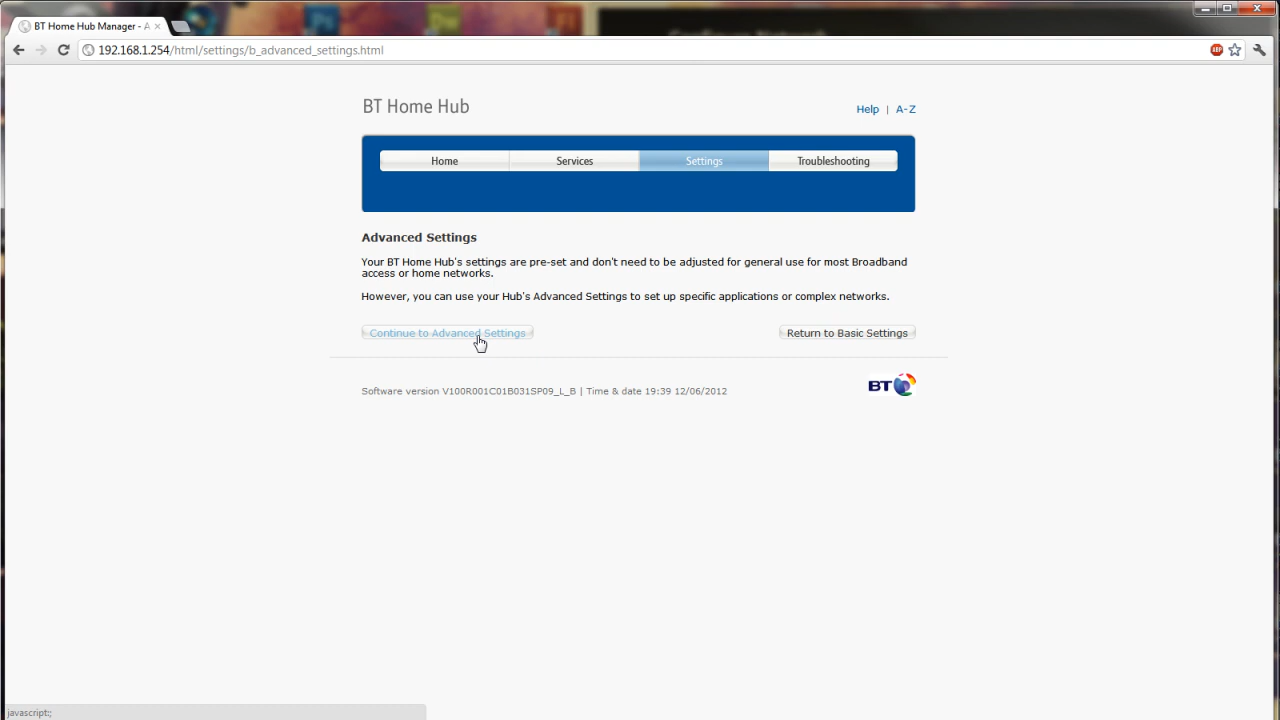 BT Home Hub Manager - A
192.168.1.254/html/settings/b_advanced_settings.html
ABP
BT Home Hub
Help | A-Z
Home Services Settings Troubleshooting
Advanced Settings
Your BT Home Hub's settings are pre-set and don't need to be adjusted for general use for most Broadband
access or home networks.
However, you can use your Hub's Advanced Settings to set up specific applications or complex networks.
Continue to Advanced Settings Return to Basic Settings
Software version V100R001C01B031SP09_L_B | Time & date 19:39 12/06/2012
BT
javascript:;